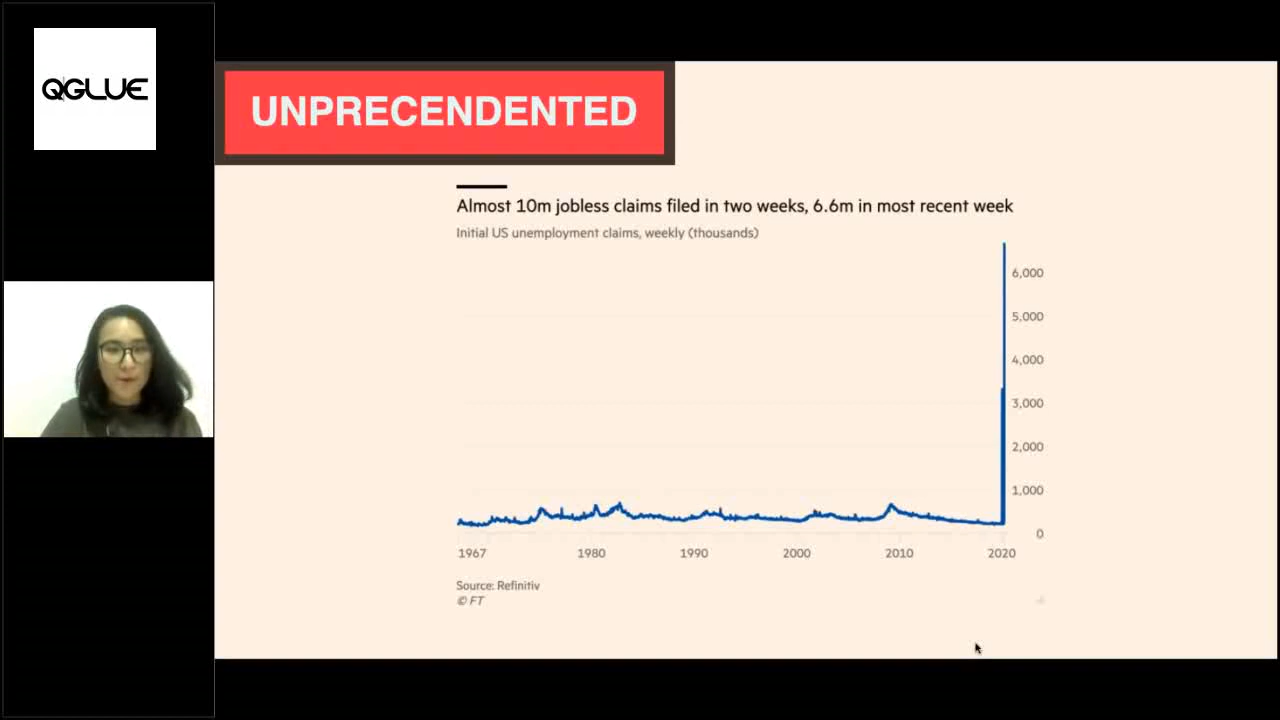 QGLUE
UNPRECENDENTED
Almost 10m jobless claims filed in two weeks, 6.6m in most recent week
Initial US unemployment claims, weekly (thousands)
6,000
5,000
4,000
3,000
2,000
1,000
0
1967 1980 1990 2000 2010 2020
Source: Refinitiv
© FT